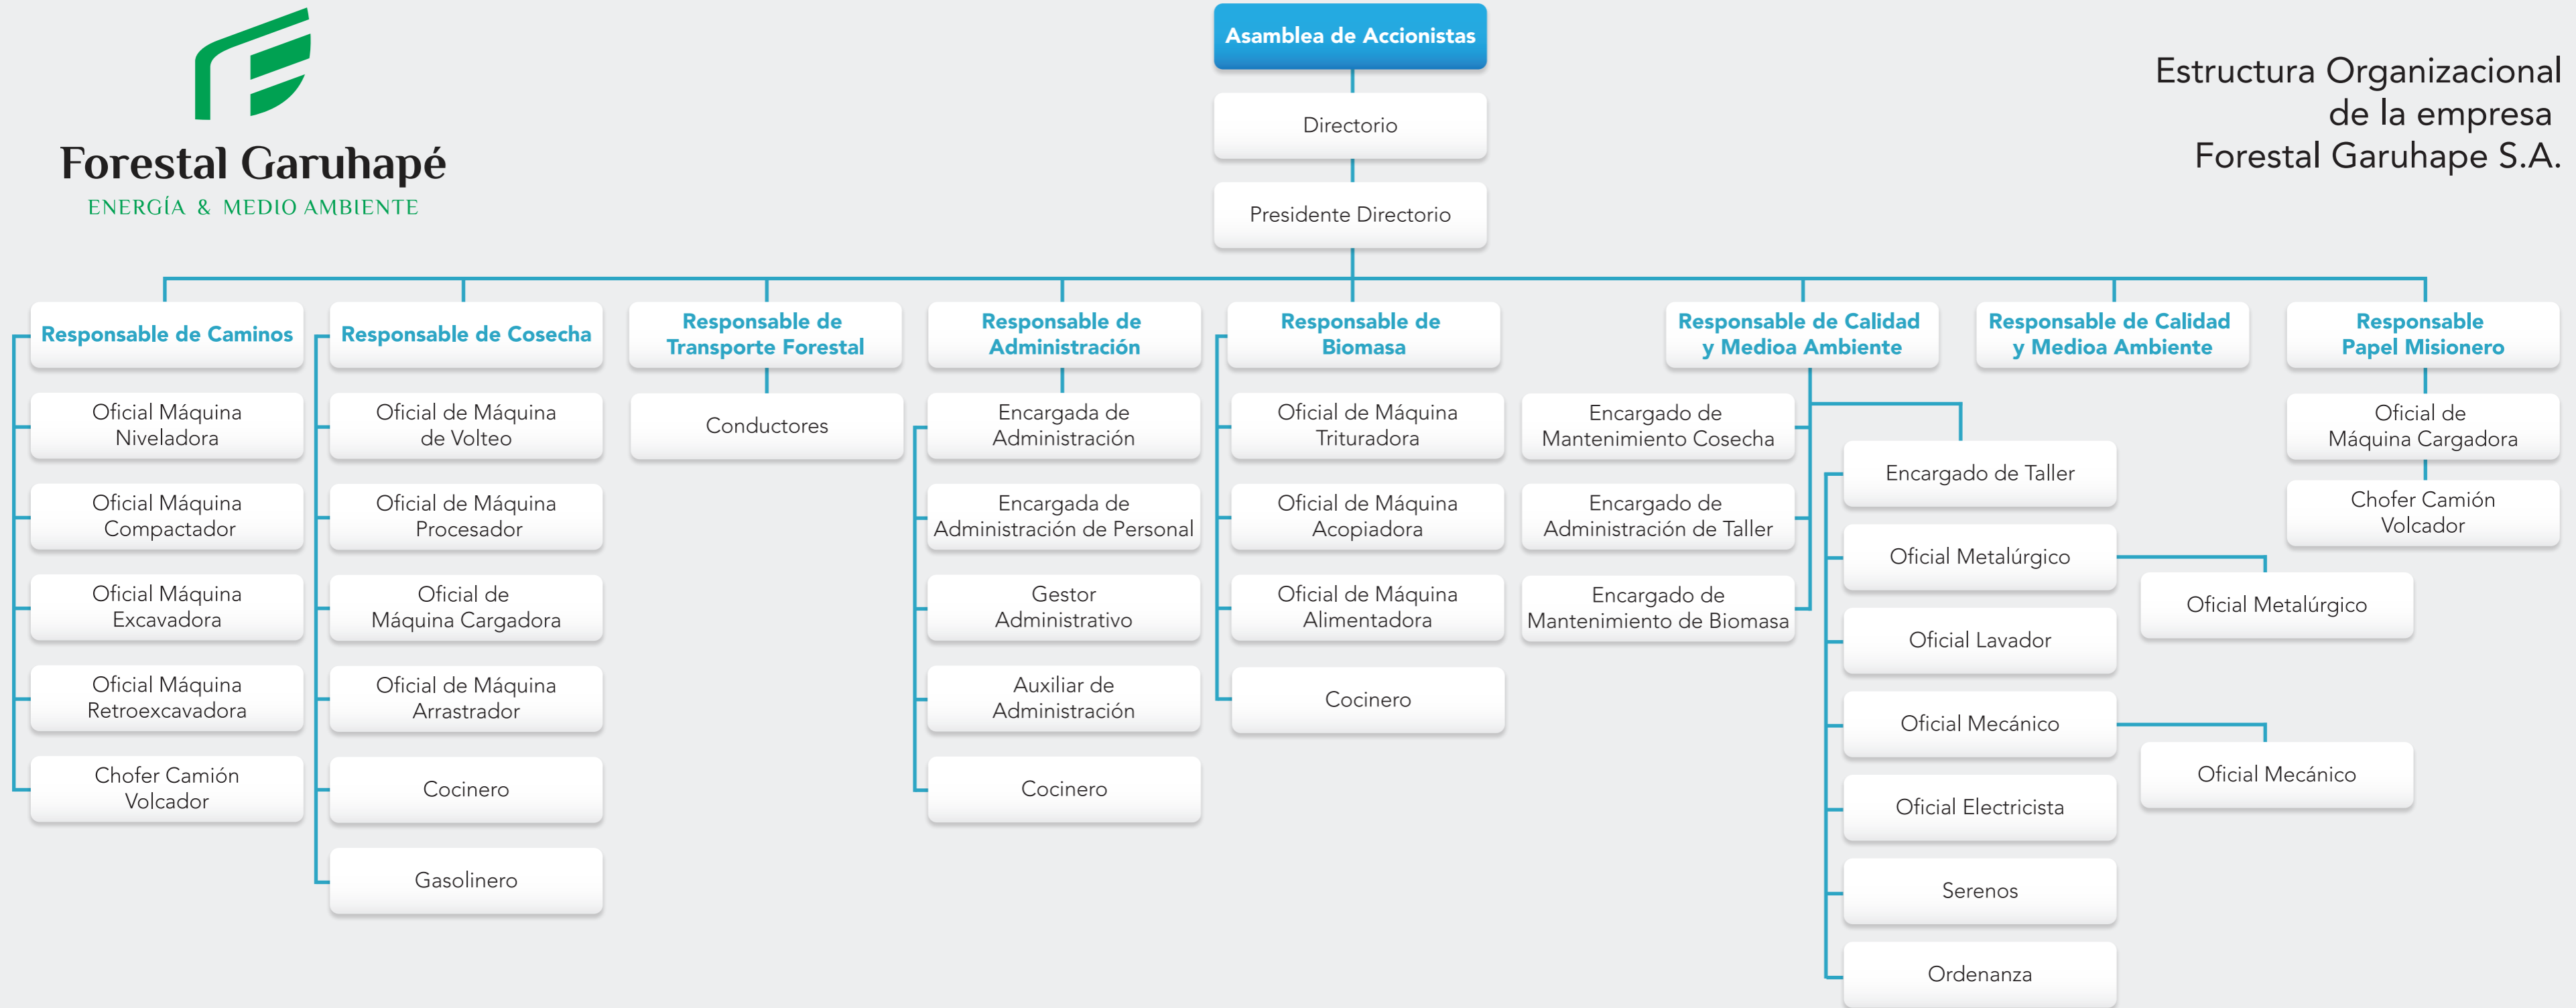 Forestal Garuhapé
ENERGÍA & MEDIO AMBIENTE
Estructura Organizacional
de la empresa
Forestal Garuhape S.A.
Asamblea de Accionistas
Directorio
Presidente Directorio
Responsable de Caminos
Oficial Máquina
Niveladora
Oficial Máquina
Compactador
Oficial Máquina
Excavadora
Oficial Máquina
Retroexcavadora
Chofer Camión
Volcador
Responsable de Cosecha
Oficial de Máquina
de Volteo
Oficial de Máquina
Procesador
Oficial de
Máquina Cargadora
Oficial de Máquina
Arrastrador
Cocinero
Gasolinero
Responsable de
Transporte Forestal
Conductores
Responsable de
Administración
Encargada de
Administración
Encargada de
Administración de Personal
Gestor
Administrativo
Auxiliar de
Administración
Cocinero
Responsable de
Biomasa
Oficial de Máquina
Trituradora
Oficial de Máquina
Acopiadora
Oficial de Máquina
Alimentadora
Cocinero
Responsable de Calidad
y Medioa Ambiente
Encargado de
Mantenimiento Cosecha
Encargado de
Administración de Taller
Encargado de
Mantenimiento de Biomasa
Encargado de Taller
Oficial Metalúrgico
Oficial Metalúrgico
Oficial Lavador
Oficial Mecánico
Oficial Mecánico
Oficial Electricista
Serenos
Ordenanza
Responsable de Calidad
y Medioa Ambiente
Responsable
Papel Misionero
Oficial de
Máquina Cargadora
Chofer Camión
Volcador